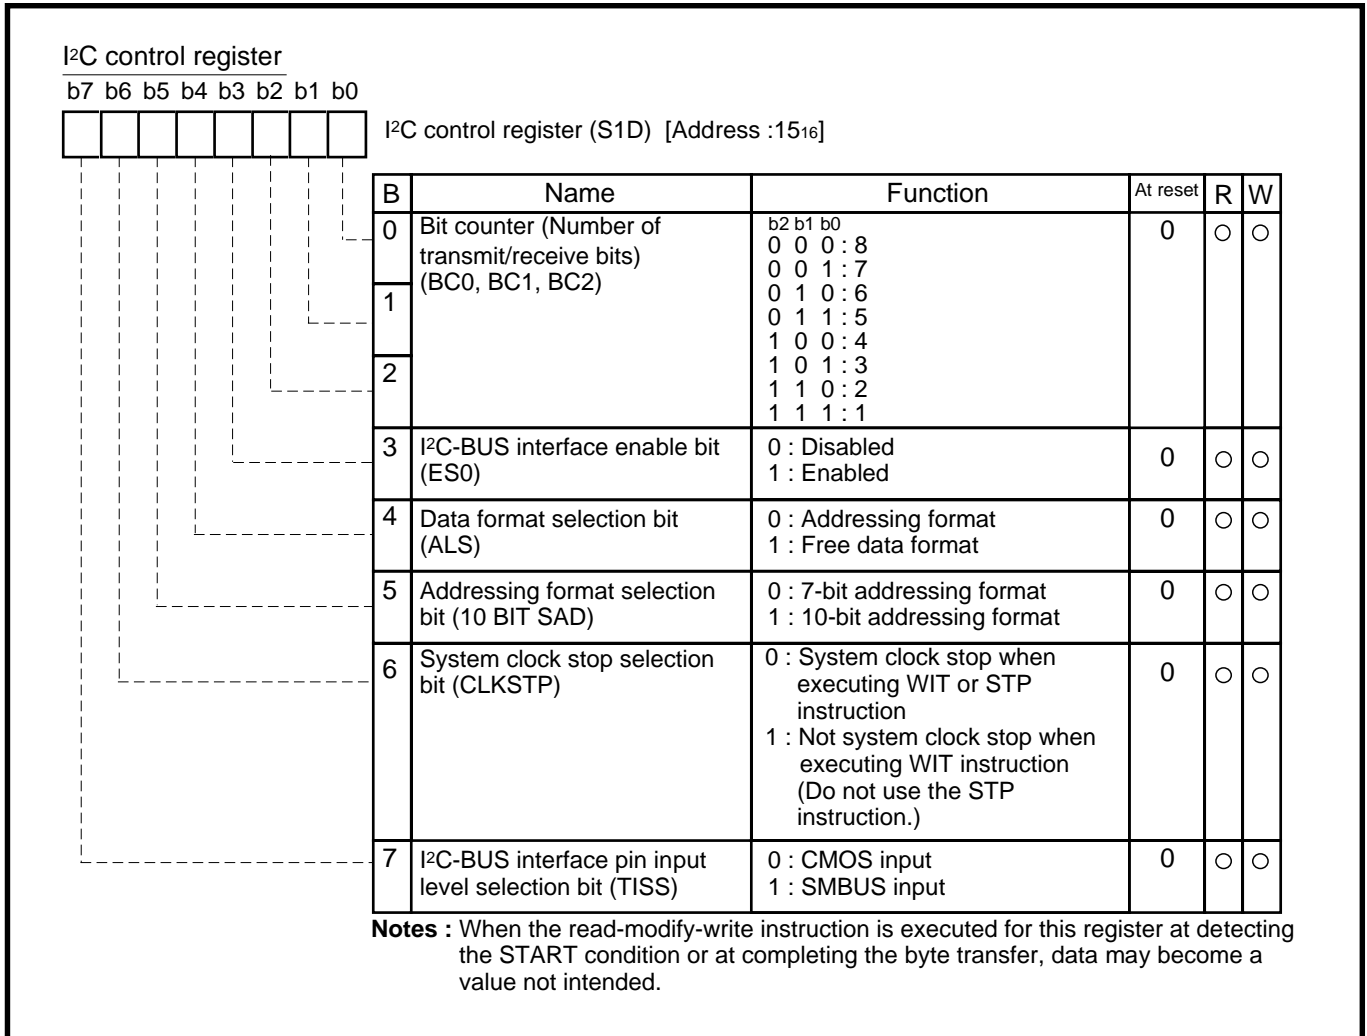 I²C control register
b7 b6 b5 b4 b3 b2 b1 b0
I²C control register (S1D) [Address :15₁₆]
B Name Function At reset R W
0 Bit counter (Number of
transmit/receive bits)
(BC0, BC1, BC2)
1
2
b2 b1 b0
0 0 0 : 8
0 0 1 : 7
0 1 0 : 6
0 1 1 : 5
1 0 0 : 4
1 0 1 : 3
1 1 0 : 2
1 1 1 : 1
0 ○ ○
3 I²C-BUS interface enable bit
(ES0)
0 : Disabled
1 : Enabled
0 ○ ○
4 Data format selection bit
(ALS)
0 : Addressing format
1 : Free data format
0 ○ ○
5 Addressing format selection
bit (10 BIT SAD)
0 : 7-bit addressing format
1 : 10-bit addressing format
0 ○ ○
6 System clock stop selection
bit (CLKSTP)
0 : System clock stop when
executing WIT or STP
instruction
1 : Not system clock stop when
executing WIT instruction
(Do not use the STP
instruction.)
0 ○ ○
7 I²C-BUS interface pin input
level selection bit (TISS)
0 : CMOS input
1 : SMBUS input
0 ○ ○
Notes : When the read-modify-write instruction is executed for this register at detecting
the START condition or at completing the byte transfer, data may become a
value not intended.